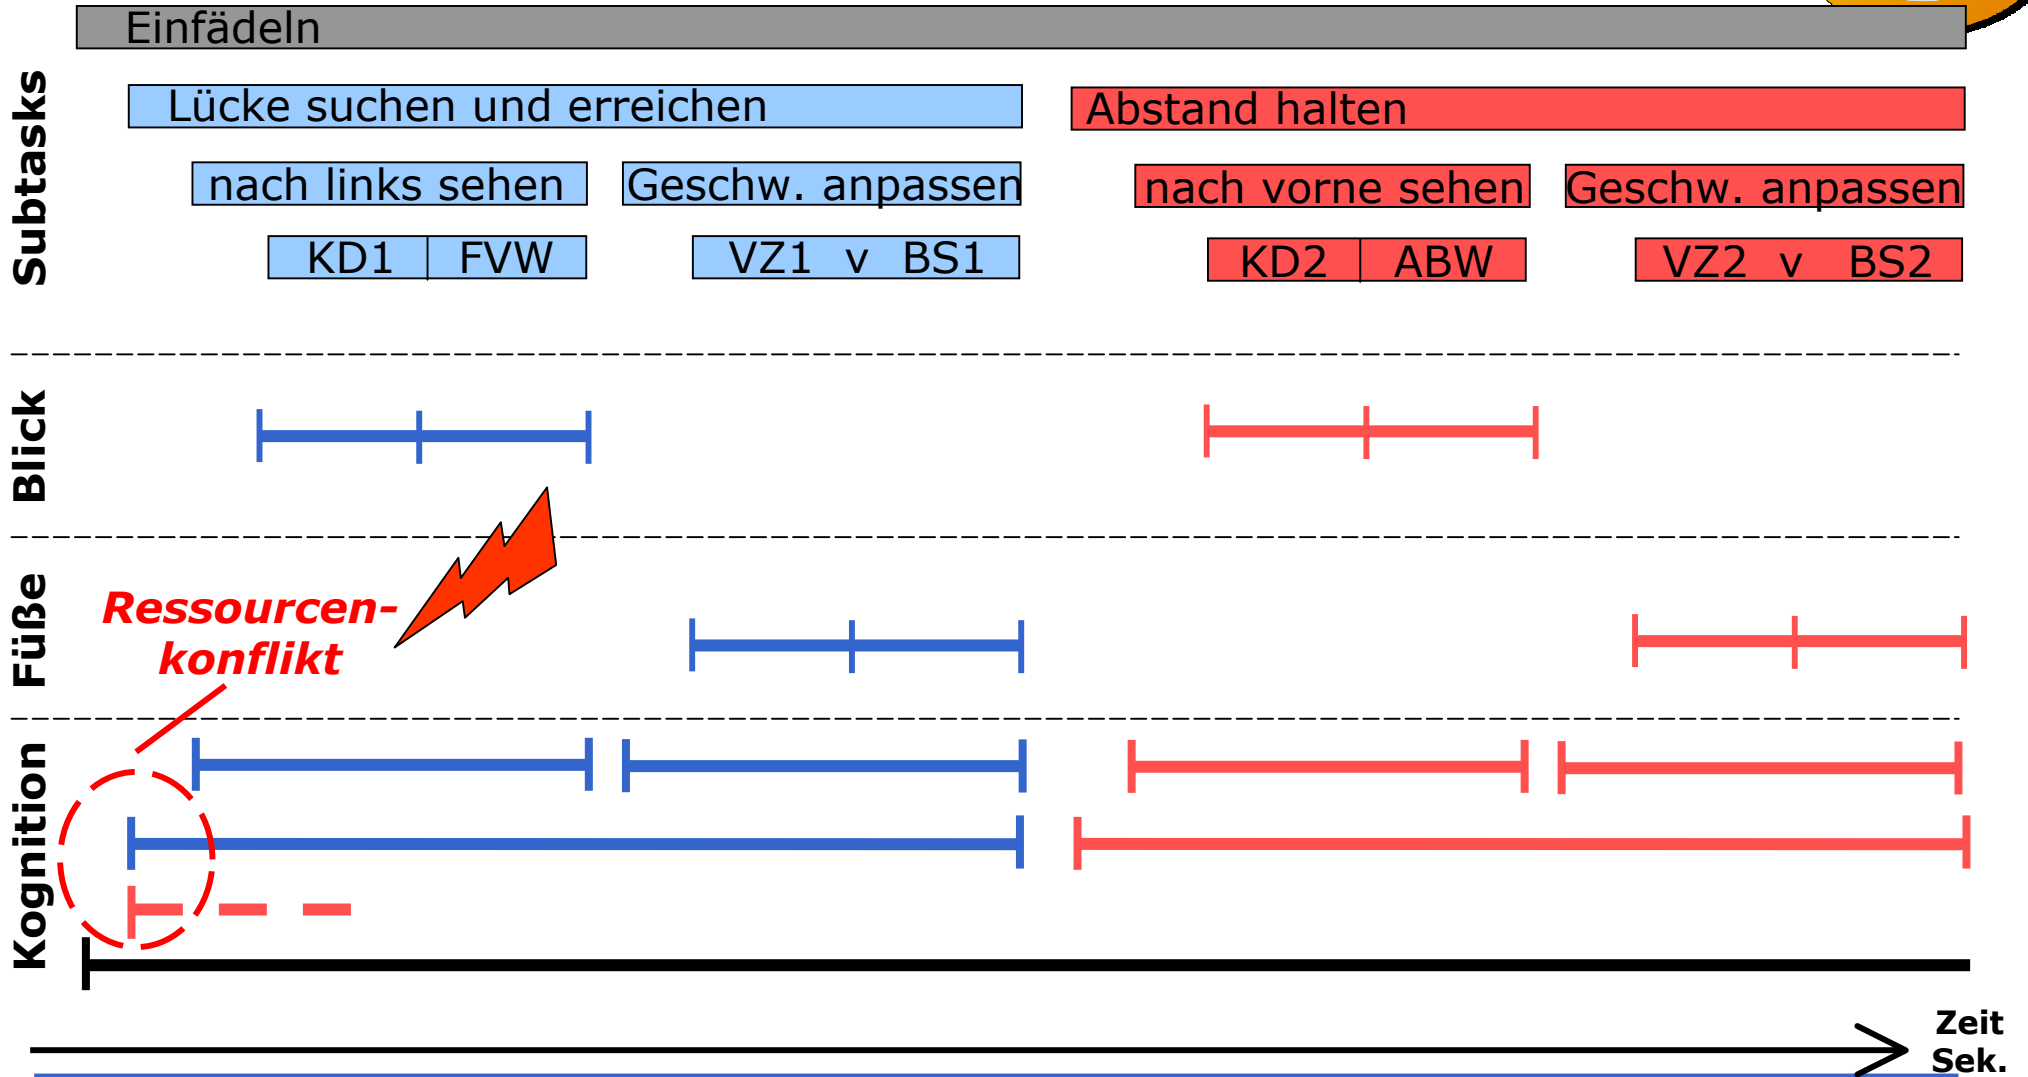 Einfädeln
Subtasks
Lücke suchen und erreichen
Abstand halten
nach links sehen
Geschw. anpassen
nach vorne sehen
Geschw. anpassen
KD1 FVW
VZ1 v BS1
KD2 ABW
VZ2 v BS2
Blick
Füße
Ressourcen-
konflikt
Kognition
Zeit
Sek.